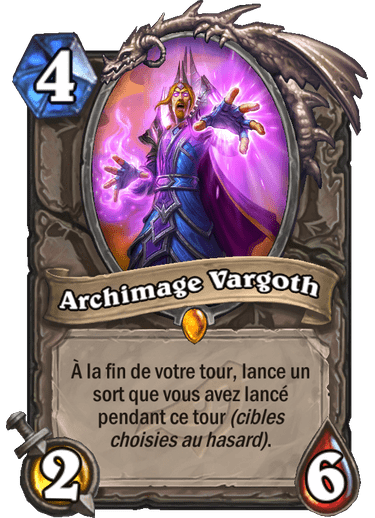 4
Archimage Vargoth
À la fin de votre tour, lance un
sort que vous avez lancé
pendant ce tour (cibles
choisies au hasard).
2
6